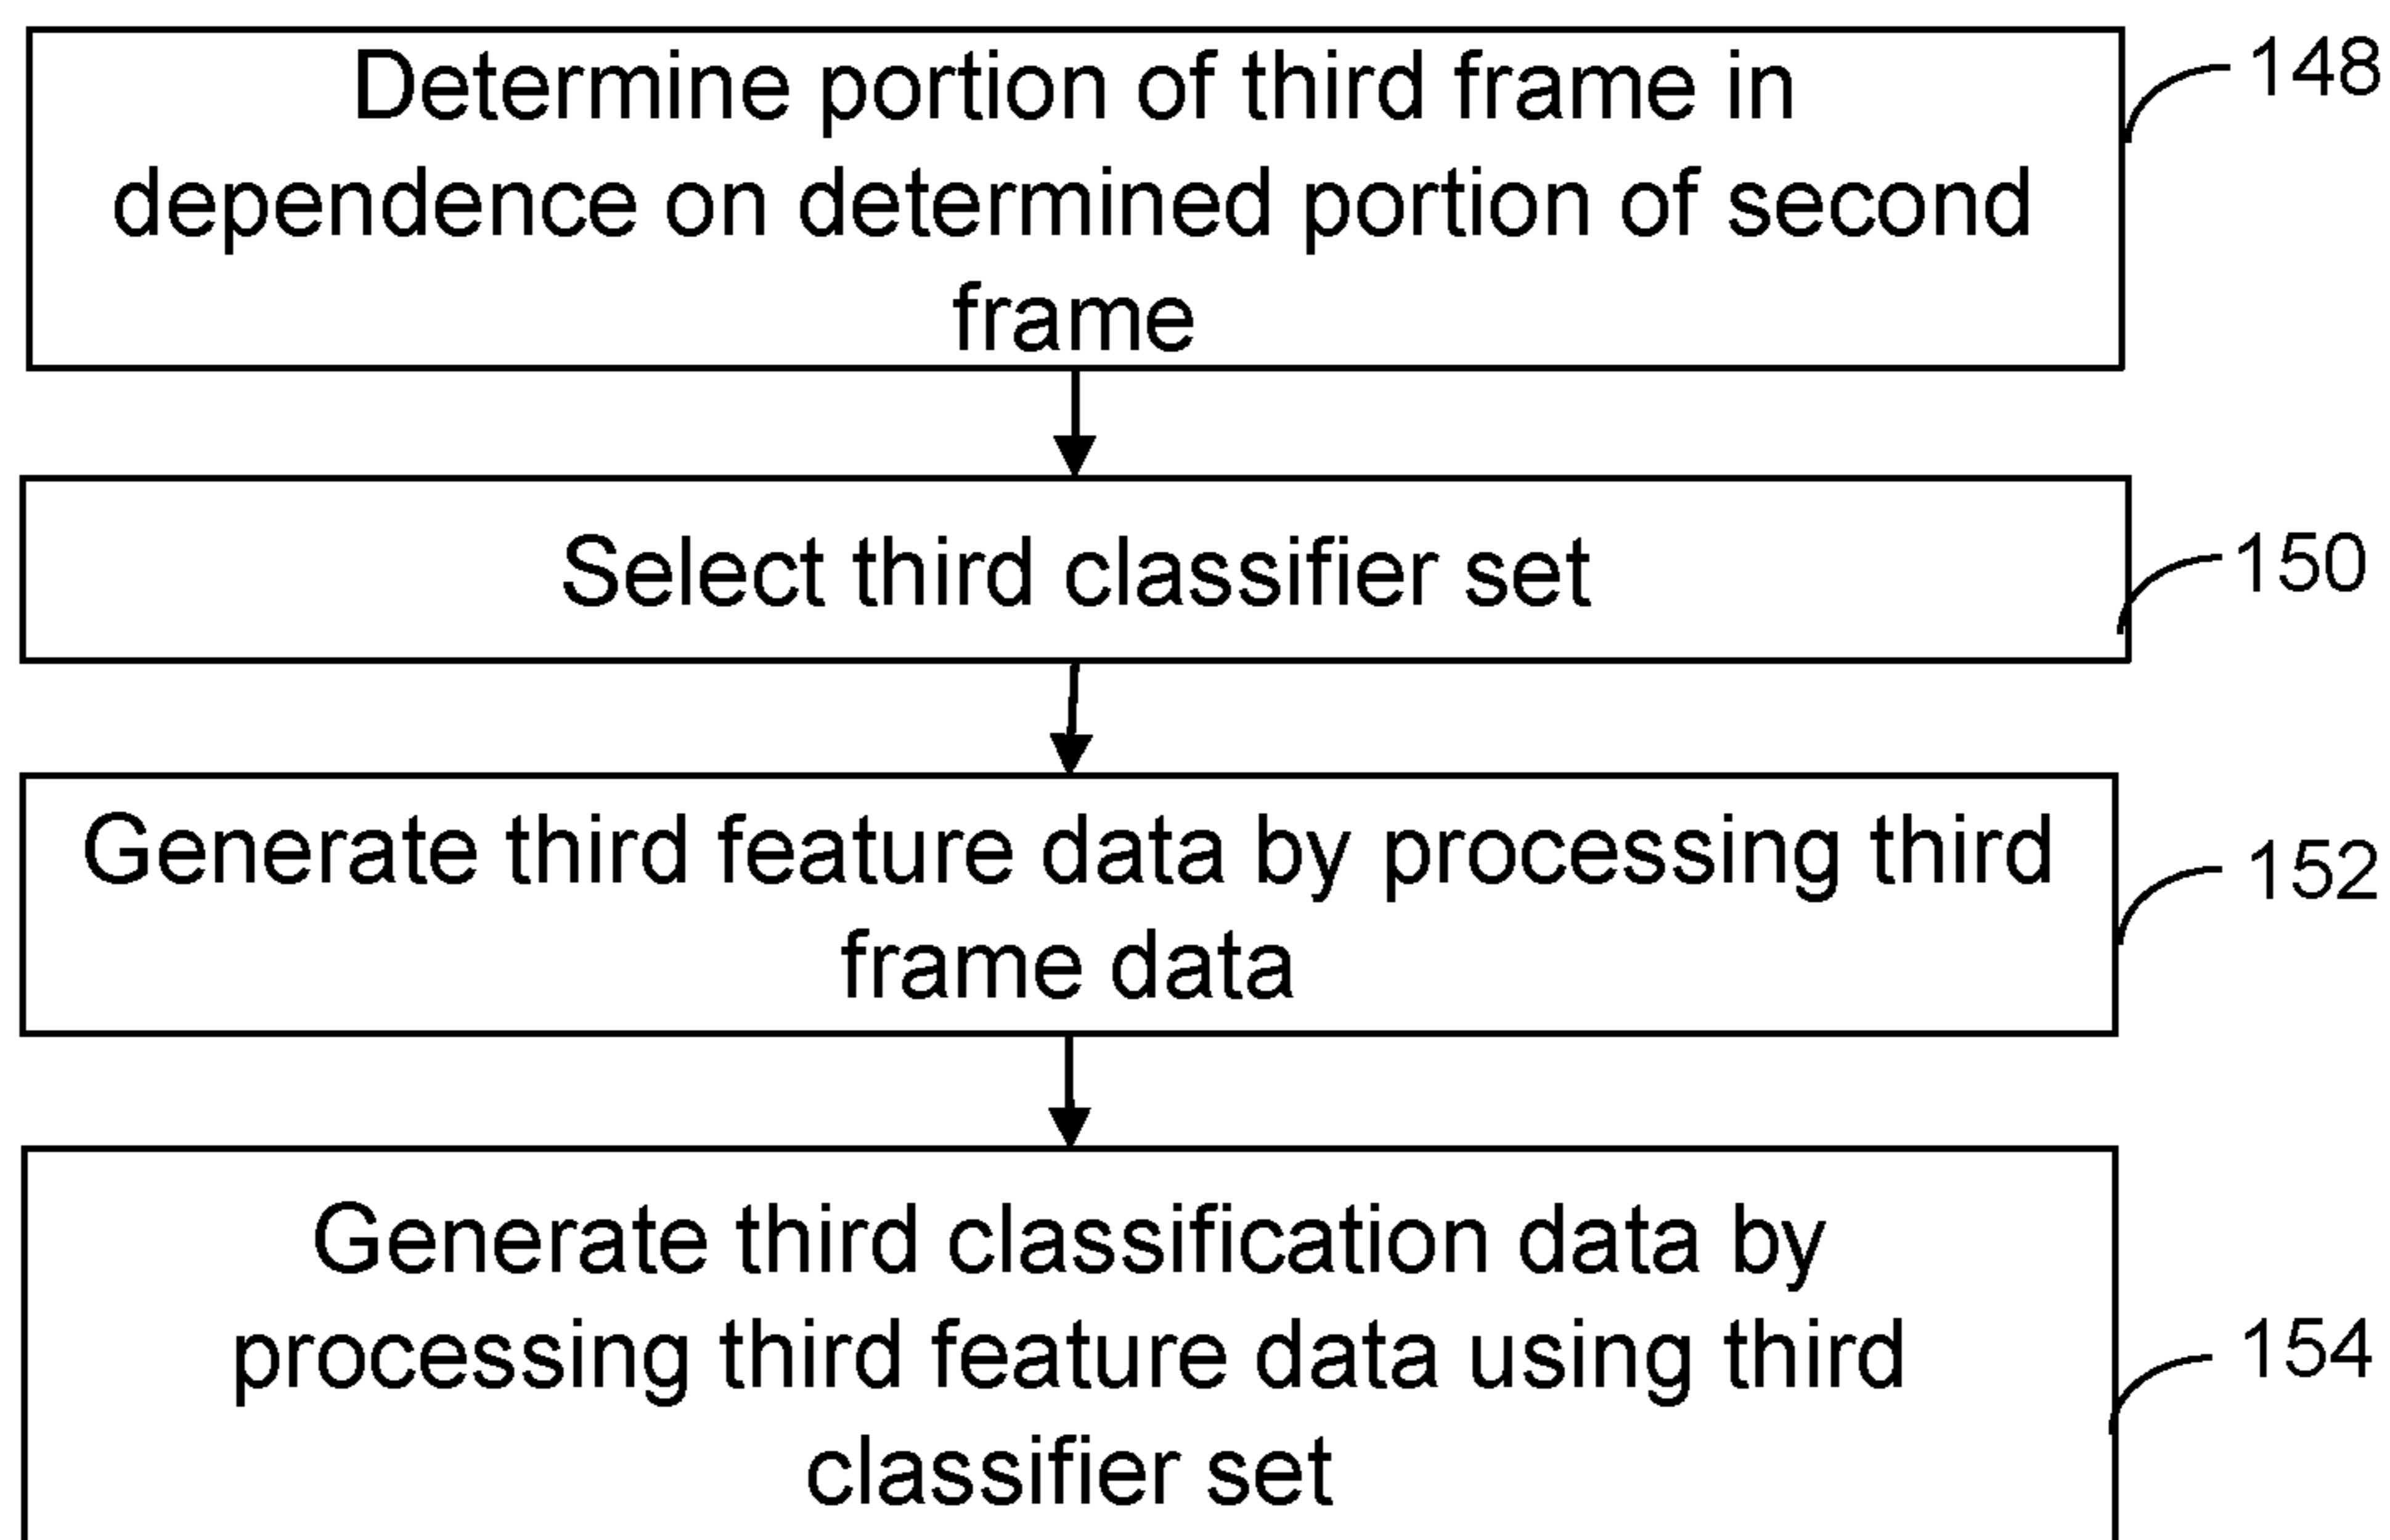 Determine portion of third frame in
dependence on determined portion of second
frame
148
Select third classifier set
150
Generate third feature data by processing third
frame data
152
Generate third classification data by
processing third feature data using third
classifier set
154